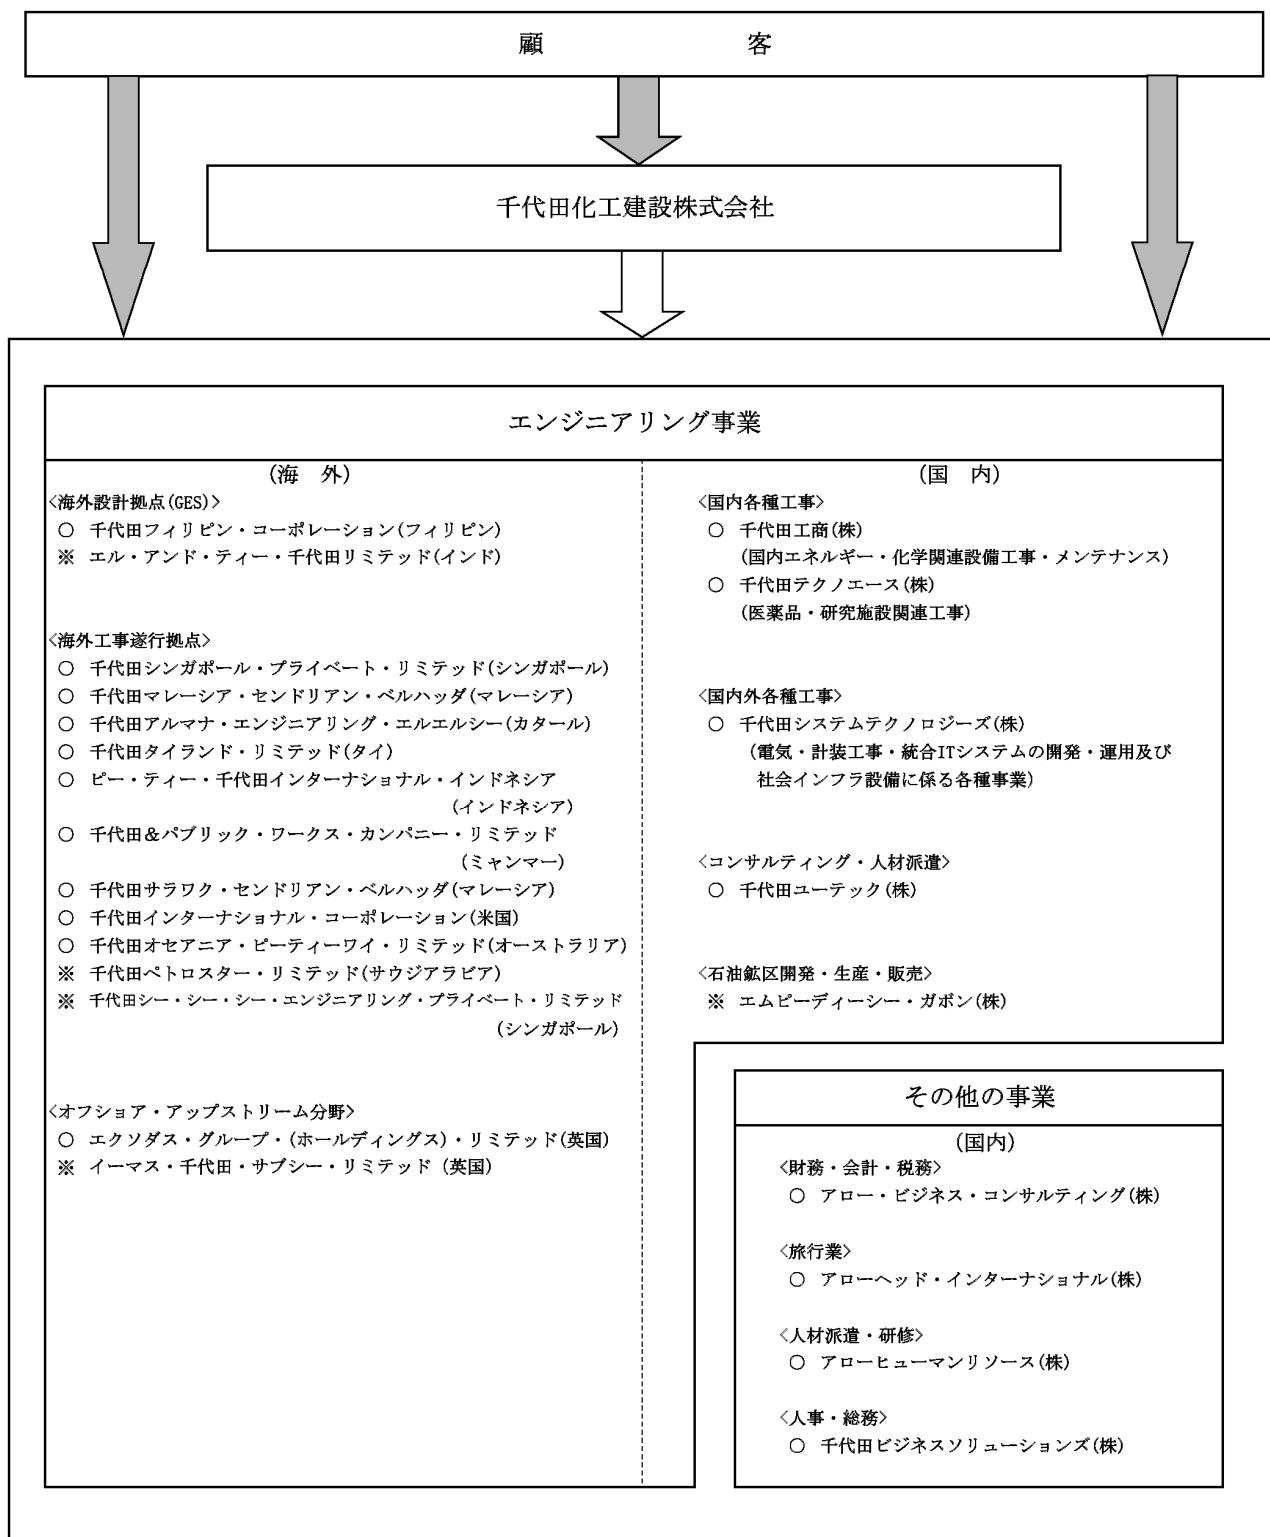 顧　客
千代田化工建設株式会社
エンジニアリング事業
(海　外)
<海外設計拠点(GES)>
○ 千代田フィリピン・コーポレーション(フィリピン)
※ エル・アンド・ティー・千代田リミテッド(インド)
<海外工事遂行拠点>
○ 千代田シンガポール・プライベート・リミテッド(シンガポール)
○ 千代田マレーシア・センドリアン・ベルハッダ(マレーシア)
○ 千代田アルマナ・エンジニアリング・エルエルシー(カタール)
○ 千代田タイランド・リミテッド(タイ)
○ ピー・ティー・千代田インターナショナル・インドネシア
(インドネシア)
○ 千代田＆パブリック・ワークス・カンパニー・リミテッド
(ミャンマー)
○ 千代田サラワク・センドリアン・ベルハッダ(マレーシア)
○ 千代田インターナショナル・コーポレーション(米国)
○ 千代田オセアニア・ピーティーワイ・リミテッド(オーストラリア)
※ 千代田ペトロスター・リミテッド(サウジアラビア)
※ 千代田シー・シー・シー・エンジニアリング・プライベート・リミテッド
(シンガポール)
<オフショア・アップストリーム分野>
○ エクソダス・グループ・(ホールディングス)・リミテッド(英国)
※ イーマス・千代田・サブシー・リミテッド (英国)
(国　内)
<国内各種工事>
○ 千代田工商(株)
(国内エネルギー・化学関連設備工事・メンテナンス)
○ 千代田テクノエース(株)
(医薬品・研究施設関連工事)
<国内外各種工事>
○ 千代田システムテクノロジーズ(株)
(電気・計装工事・統合ITシステムの開発・運用及び
社会インフラ設備に係る各種事業)
<コンサルティング・人材派遣>
○ 千代田ユーテック(株)
<石油鉱区開発・生産・販売>
※ エムピーディーシー・ガボン(株)
その他の事業
(国内)
<財務・会計・税務>
○ アロー・ビジネス・コンサルティング(株)
<旅行業>
○ アローヘッド・インターナショナル(株)
<人材派遣・研修>
○ アローヒューマンリソース(株)
<人事・総務>
○ 千代田ビジネスソリューションズ(株)